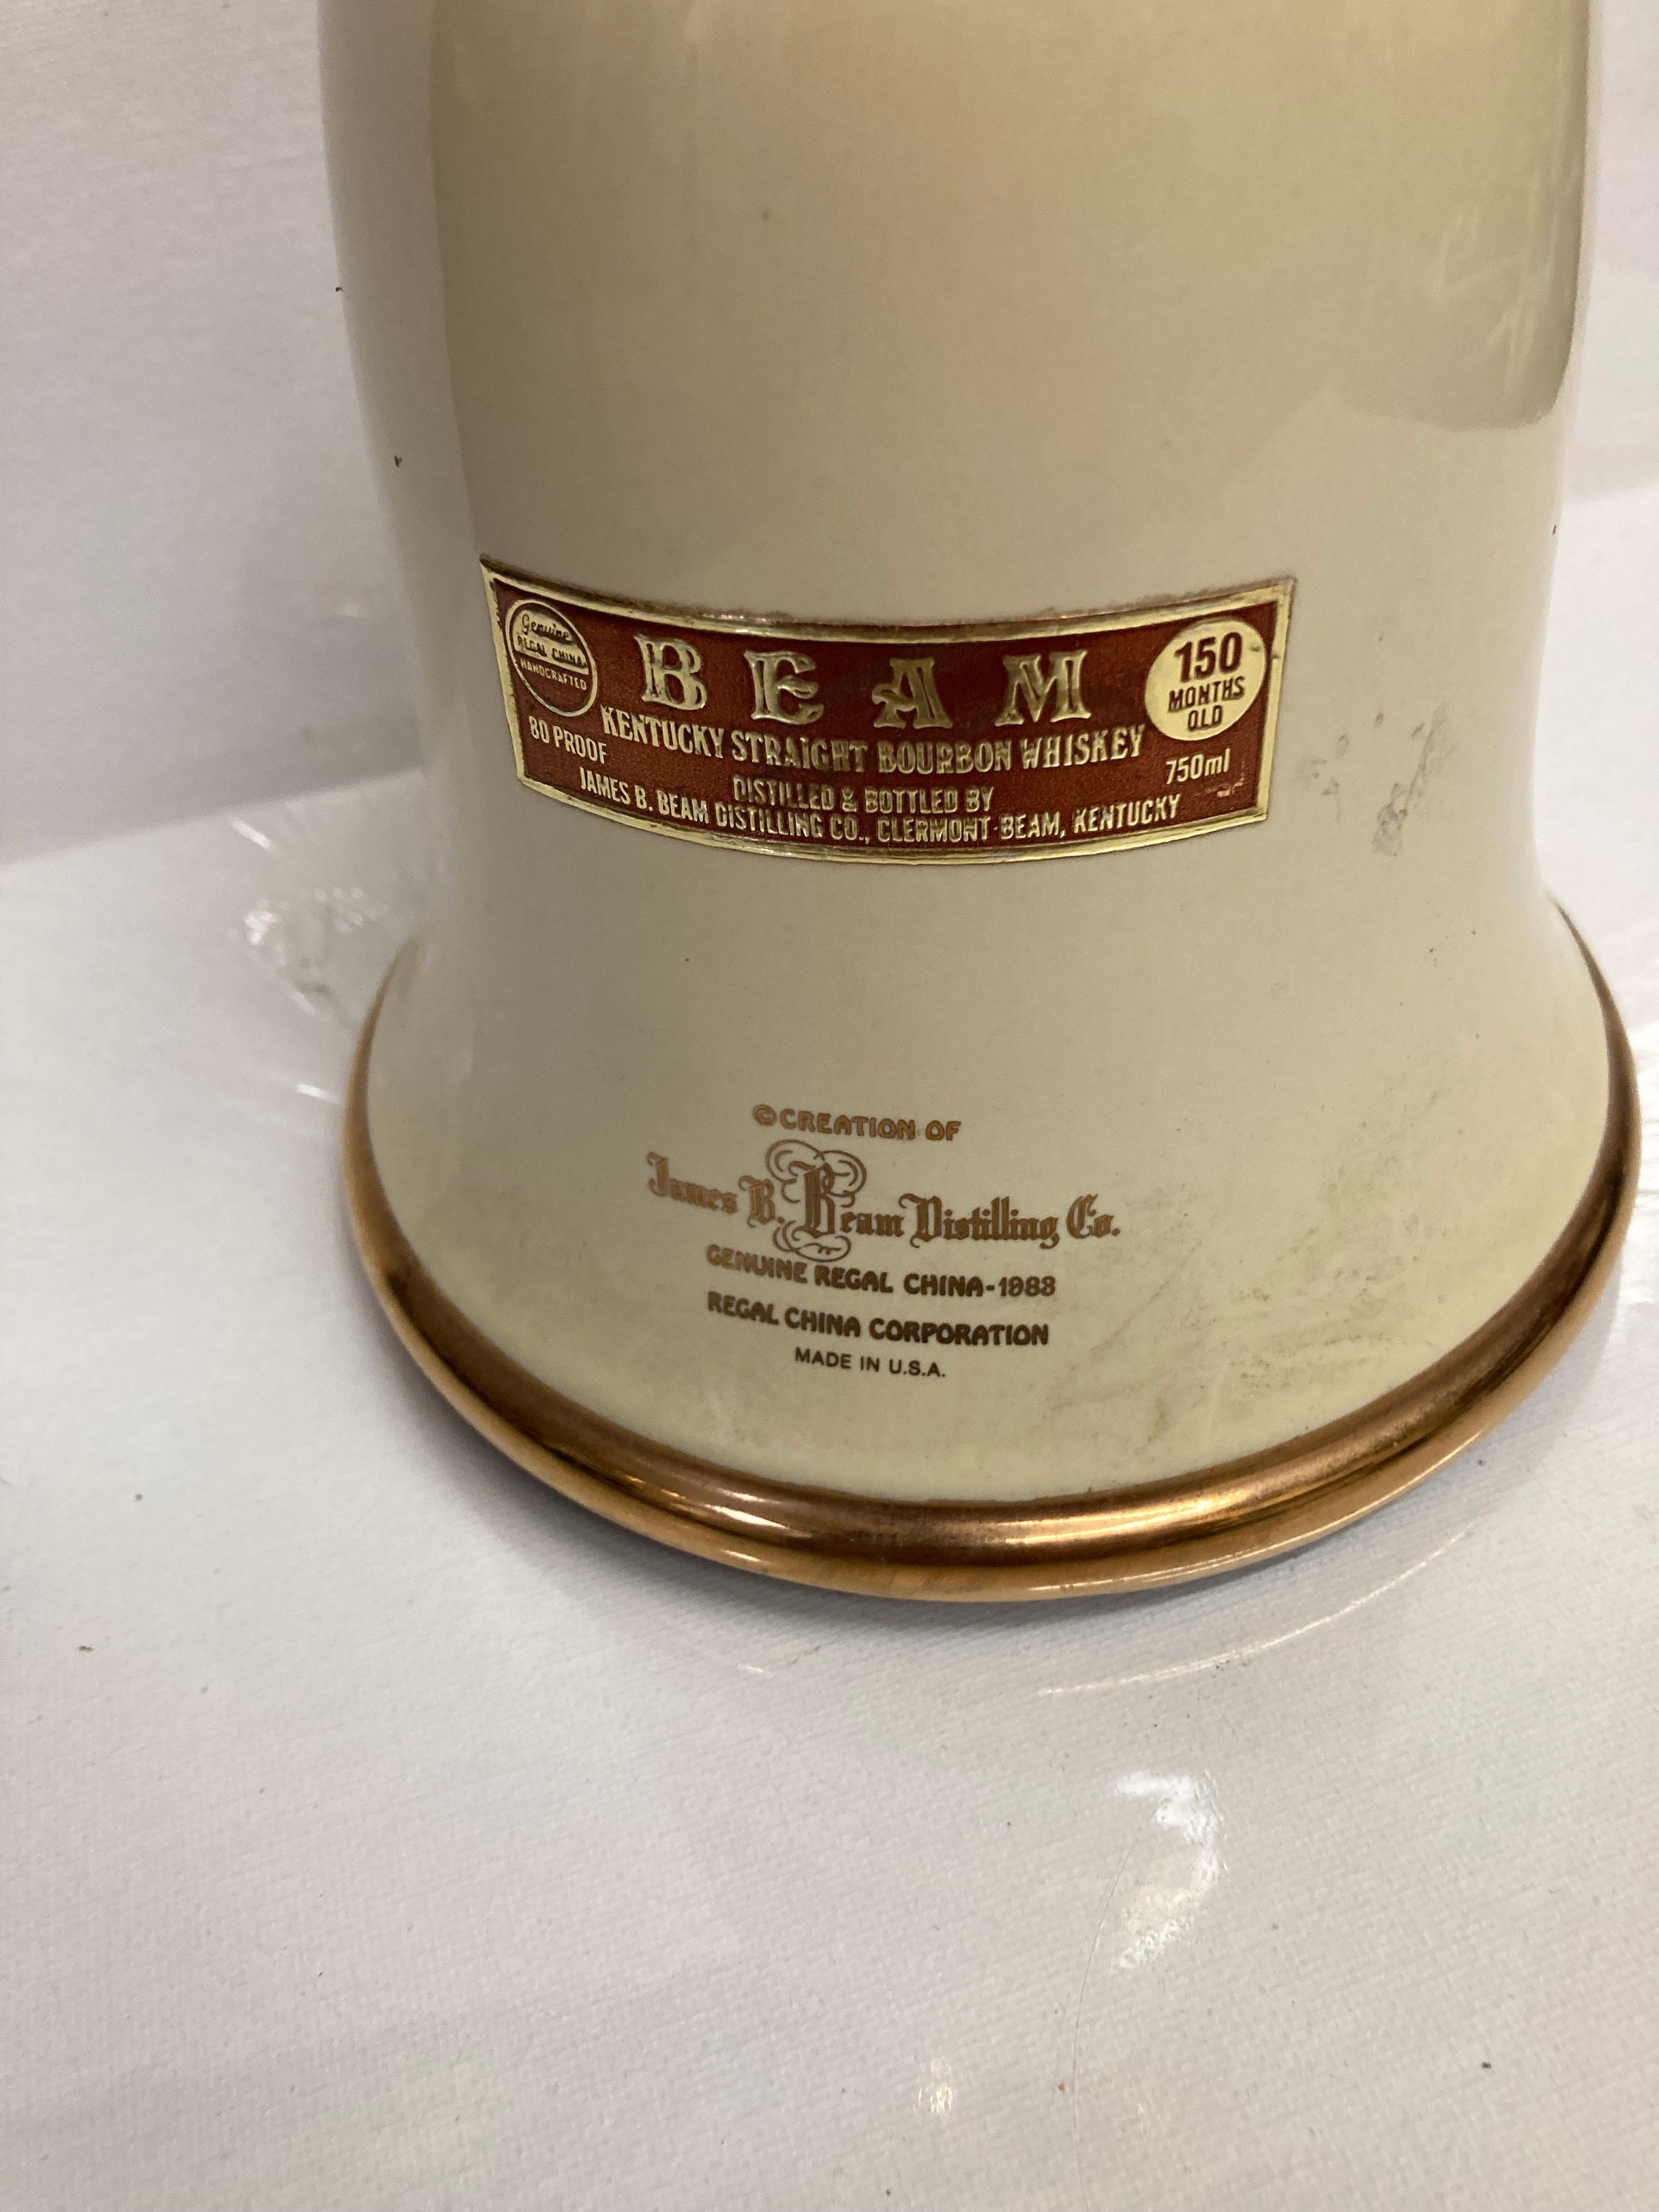 Genuine
REGAL CHINA
HANDCRAFTED
BEAM
150
MONTHS
OLD
KENTUCKY STRAIGHT BOURBON WHISKEY
80 PROOF
750ml
DISTILLED & BOTTLED BY
JAMES B. BEAM DISTILLING CO., CLERMONT-BEAM, KENTUCKY
©CREATION OF
James B. Beam Distilling Co.
GENUINE REGAL CHINA-1983
REGAL CHINA CORPORATION
MADE IN U.S.A.